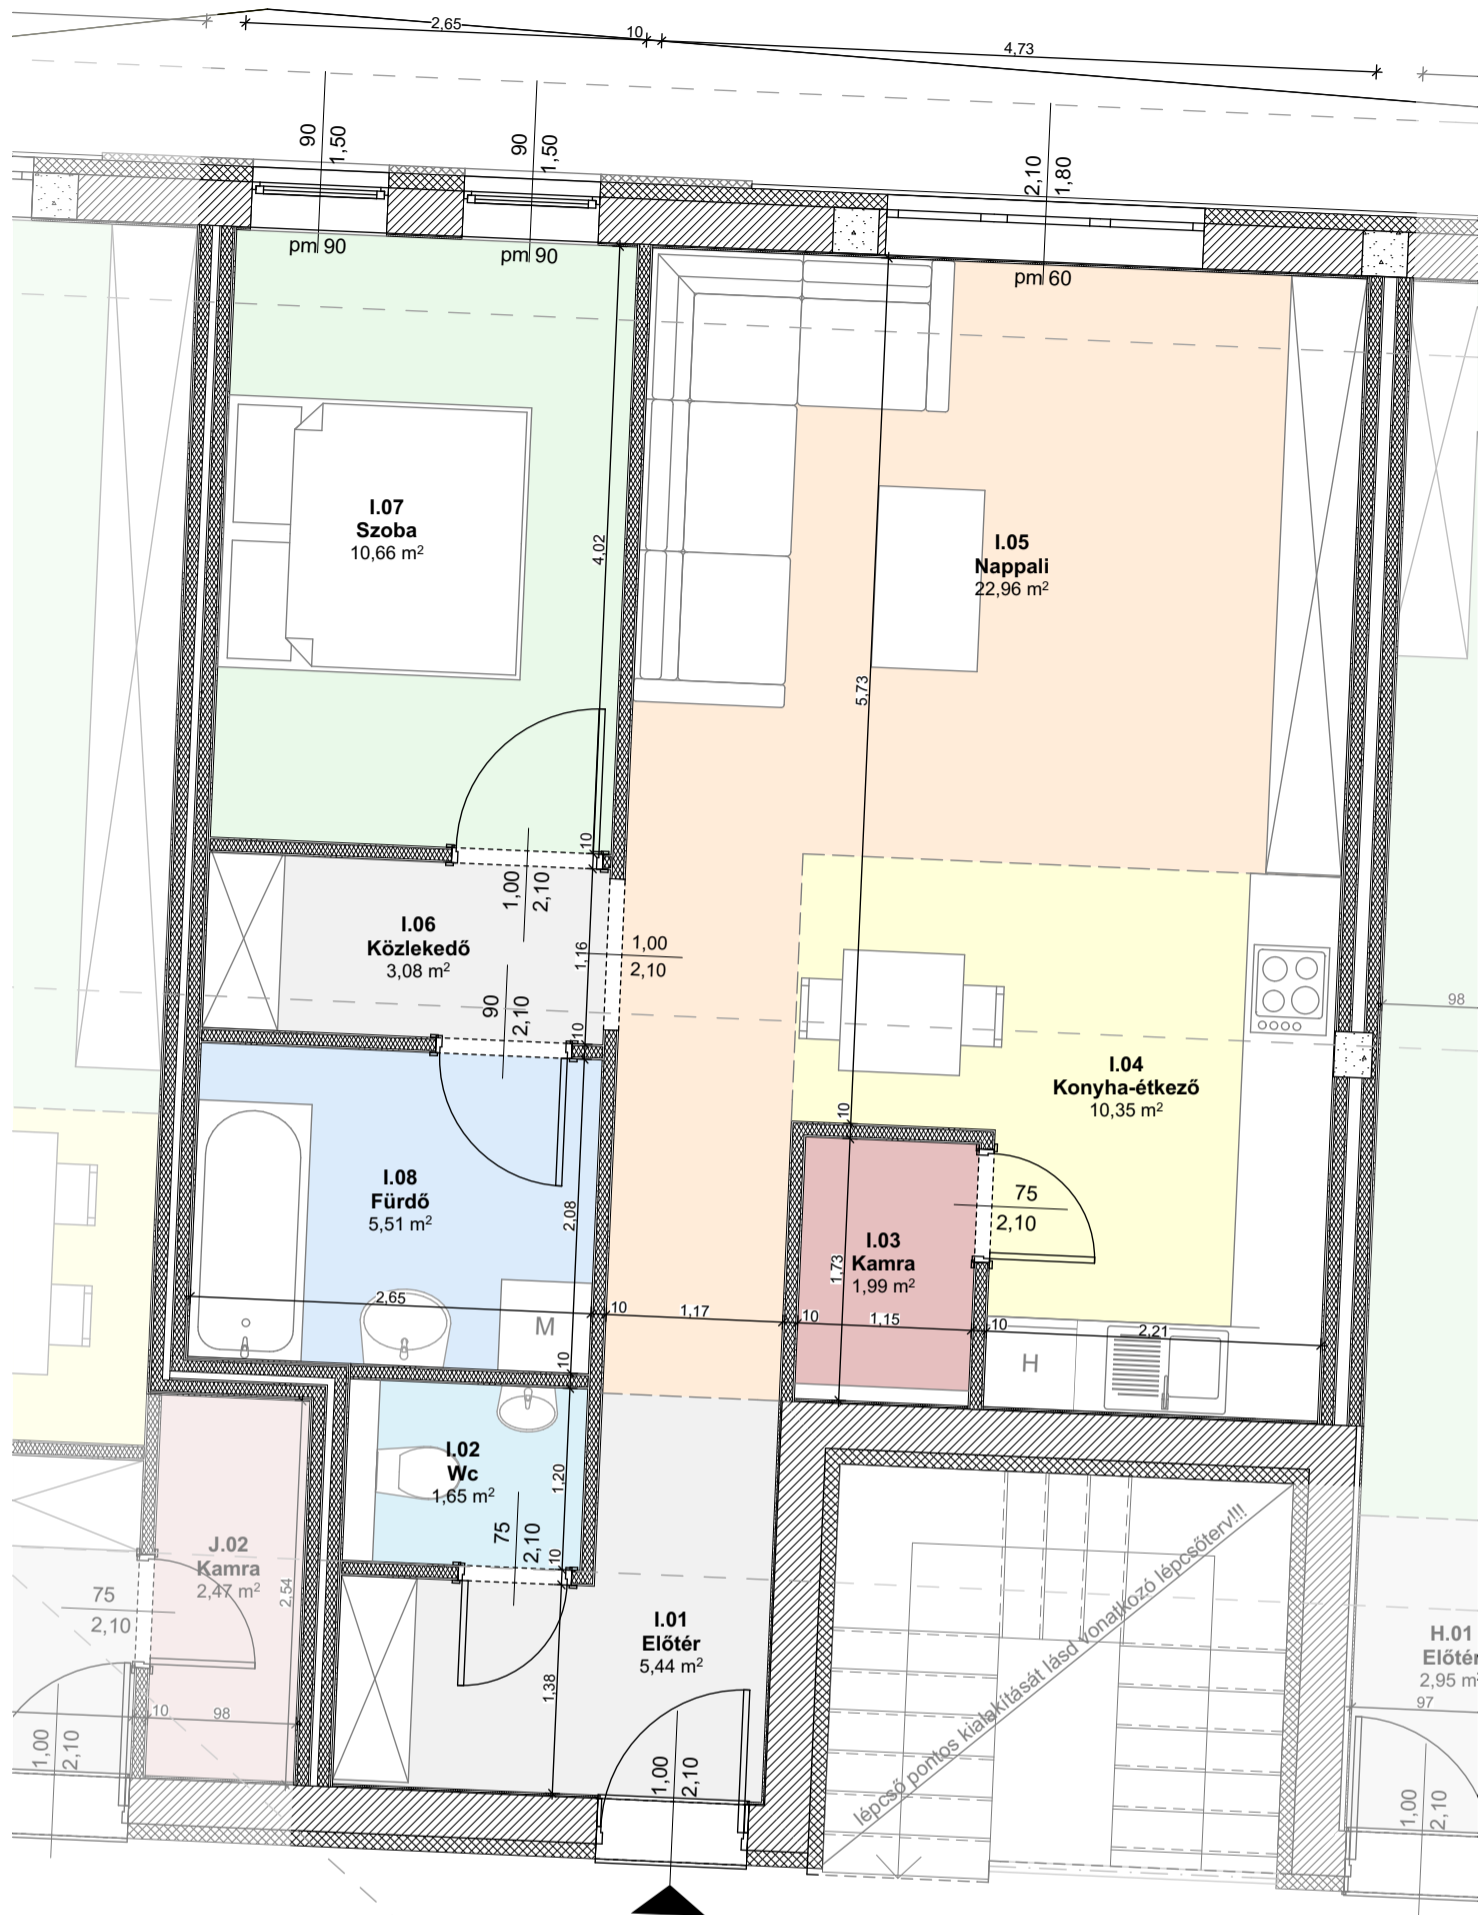 2,65
10
4,73
90
1,50
90
1,50
2,10
1,80
pm 90
pm 90
pm 60
I.07
Szoba
10,66 m²
4,02
I.05
Nappali
22,96 m²
5,73
10
1,00
2,10
I.06
Közlekedő
3,08 m²
1,16
1,00
2,10
90
2,10
10
98
I.04
Konyha-étkező
10,35 m²
10
I.08
Fürdő
5,51 m²
2,08
75
2,10
I.03
Kamra
1,99 m²
1,73
2,65
10
1,17
10
1,15
10
2,21
M
H
10
I.02
Wc
1,65 m²
1,20
75
2,10
10
J.02
Kamra
2,47 m²
2,54
75
2,10
10
98
1,00
2,10
I.01
Előtér
5,44 m²
1,38
1,00
2,10
lépcső pontos kialakítását lásd vonatkozó lépcsőterv!!!
H.01
Előtér
2,95 m
97
1,00
2,10